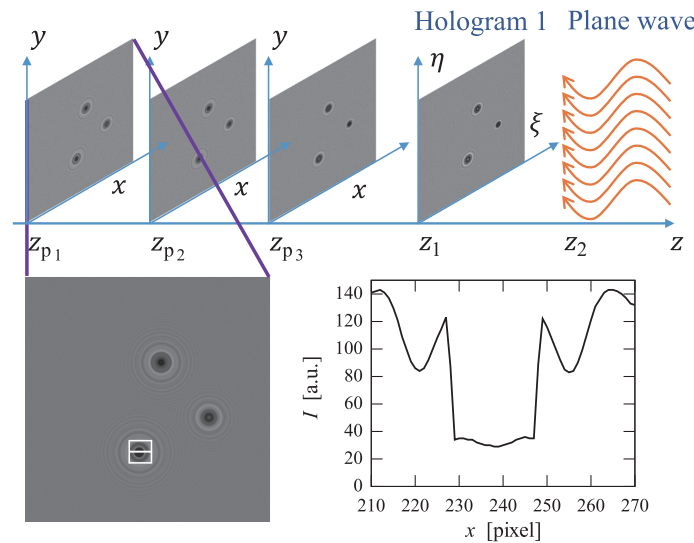 Hologram 1 Plane wave
y y y η
x x x ξ
z_p1 z_p2 z_p3 z_1 z_2 z
140
120
100
80
60
40
20
0
I [a.u.]
210 220 230 240 250 260 270
x [pixel]